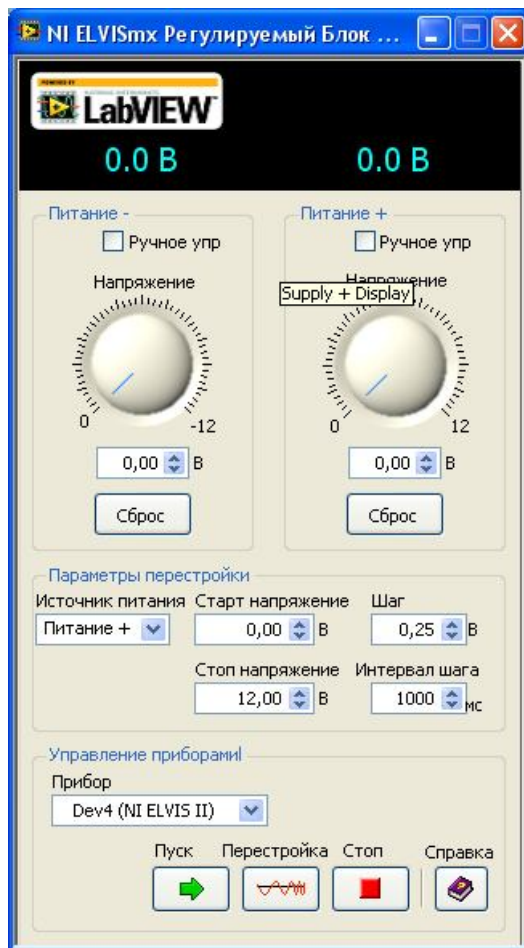 NI ELVISmx Регулируемый Блок ...
POWERED BY
LabVIEW
0.0 В 0.0 В
Питание - Питание +
Ручное упр Ручное упр
Напряжение Напряжение
Supply + Display
0 -12 0 12
0,00 В 0,00 В
Сброс Сброс
Параметры перестройки
Источник питания Старт напряжение Шаг
Питание + 0,00 В 0,25 В
Стоп напряжение Интервал шага
12,00 В 1000 мс
Управление приборамиl
Прибор
Dev4 (NI ELVIS II)
Пуск Перестройка Стоп Справка